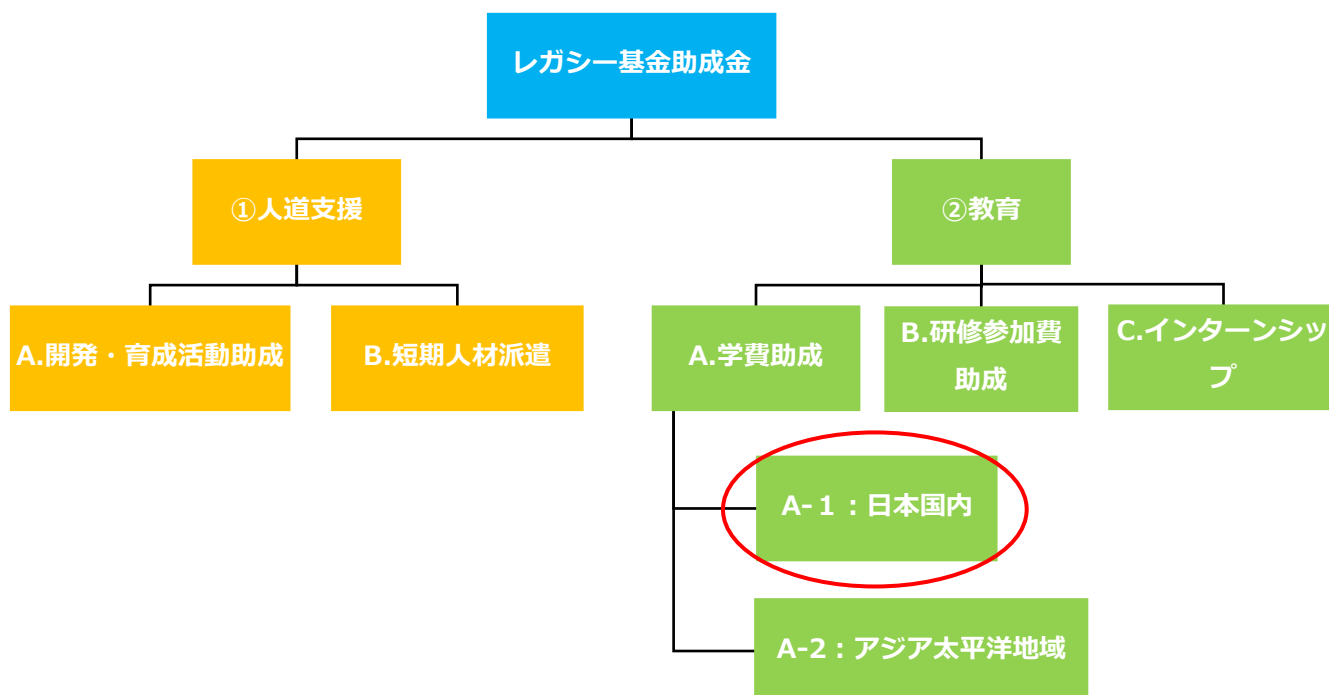 レガシー基金助成金
①人道支援
②教育
A.開発・育成活動助成
B.短期人材派遣
A.学費助成
B.研修参加費
助成
C.インターンシッ
プ
A-１：日本国内
A-2：アジア太平洋地域